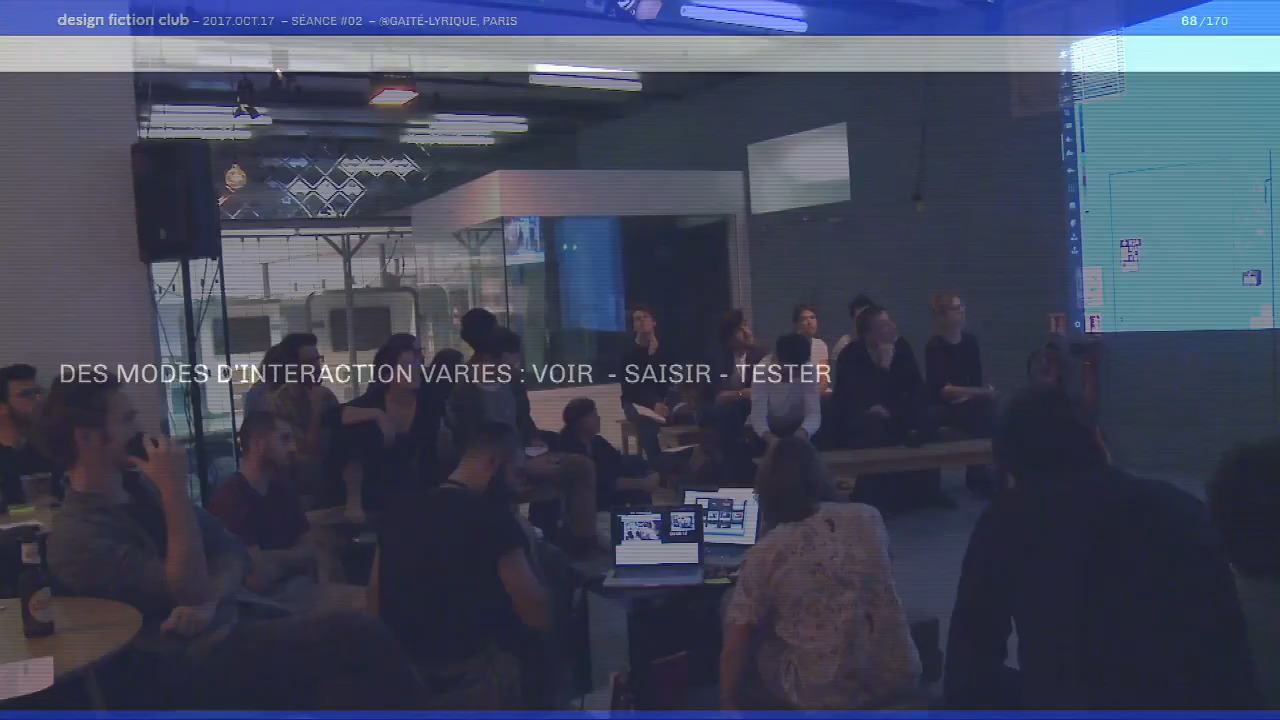 design fiction club – 2017.OCT.17 – SÉANCE #02 – @GAITÉ-LYRIQUE, PARIS
68/170
DES MODES D'INTERACTION VARIES : VOIR - SAISIR - TESTER